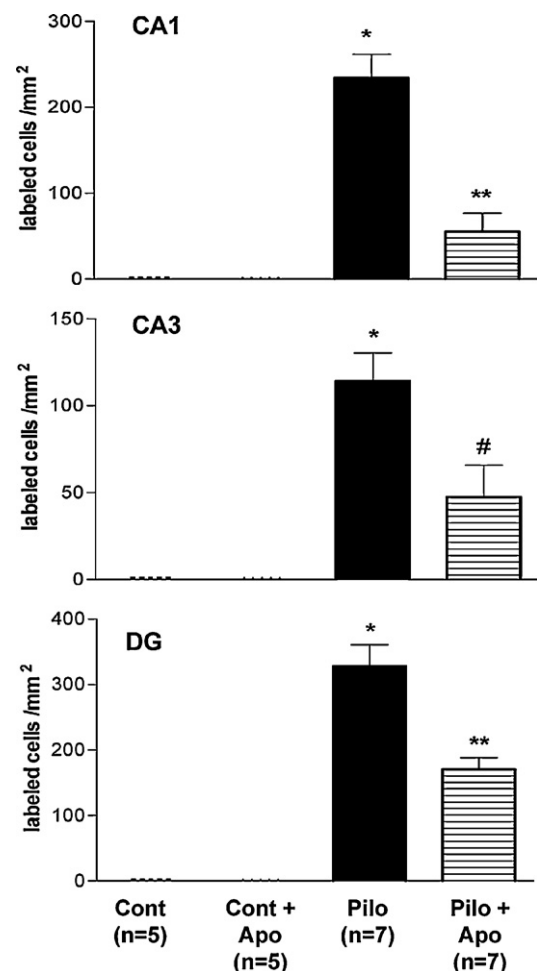 CA1
labeled cells /mm²
300
200
100
0
*
**
CA3
labeled cells /mm²
150
100
50
0
*
#
DG
labeled cells /mm²
400
300
200
100
0
*
**
Cont
(n=5)
Cont +
Apo
(n=5)
Pilo
(n=7)
Pilo +
Apo
(n=7)